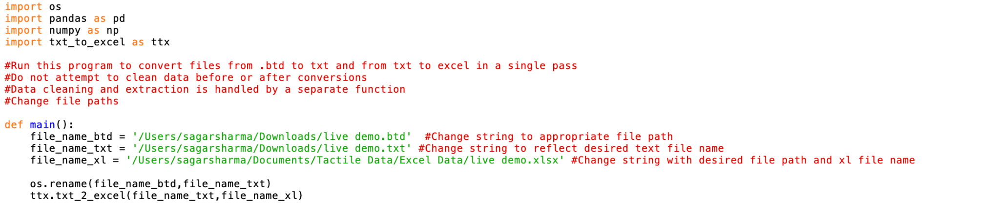 import os
import pandas as pd
import numpy as np
import txt_to_excel as ttx
#Run this program to convert files from .btd to txt and from txt to excel in a single pass
#Do not attempt to clean data before or after conversions
#Data cleaning and extraction is handled by a separate function
#Change file paths
def main():
file_name_btd = '/Users/sagarsharma/Downloads/live demo.btd' #Change string to appropriate file path
file_name_txt = '/Users/sagarsharma/Downloads/live demo.txt' #Change string to reflect desired text file name
file_name_xl = '/Users/sagarsharma/Documents/Tactile Data/Excel Data/live demo.xlsx' #Change string with desired file path and xl file name
os.rename(file_name_btd,file_name_txt)
ttx.txt_2_excel(file_name_txt,file_name_xl)